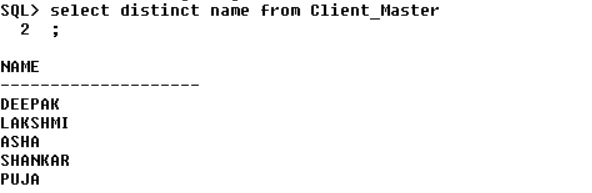 SQL> select distinct name from Client_Master
  2  ;
NAME
--------------------
DEEPAK
LAKSHMI
ASHA
SHANKAR
PUJA